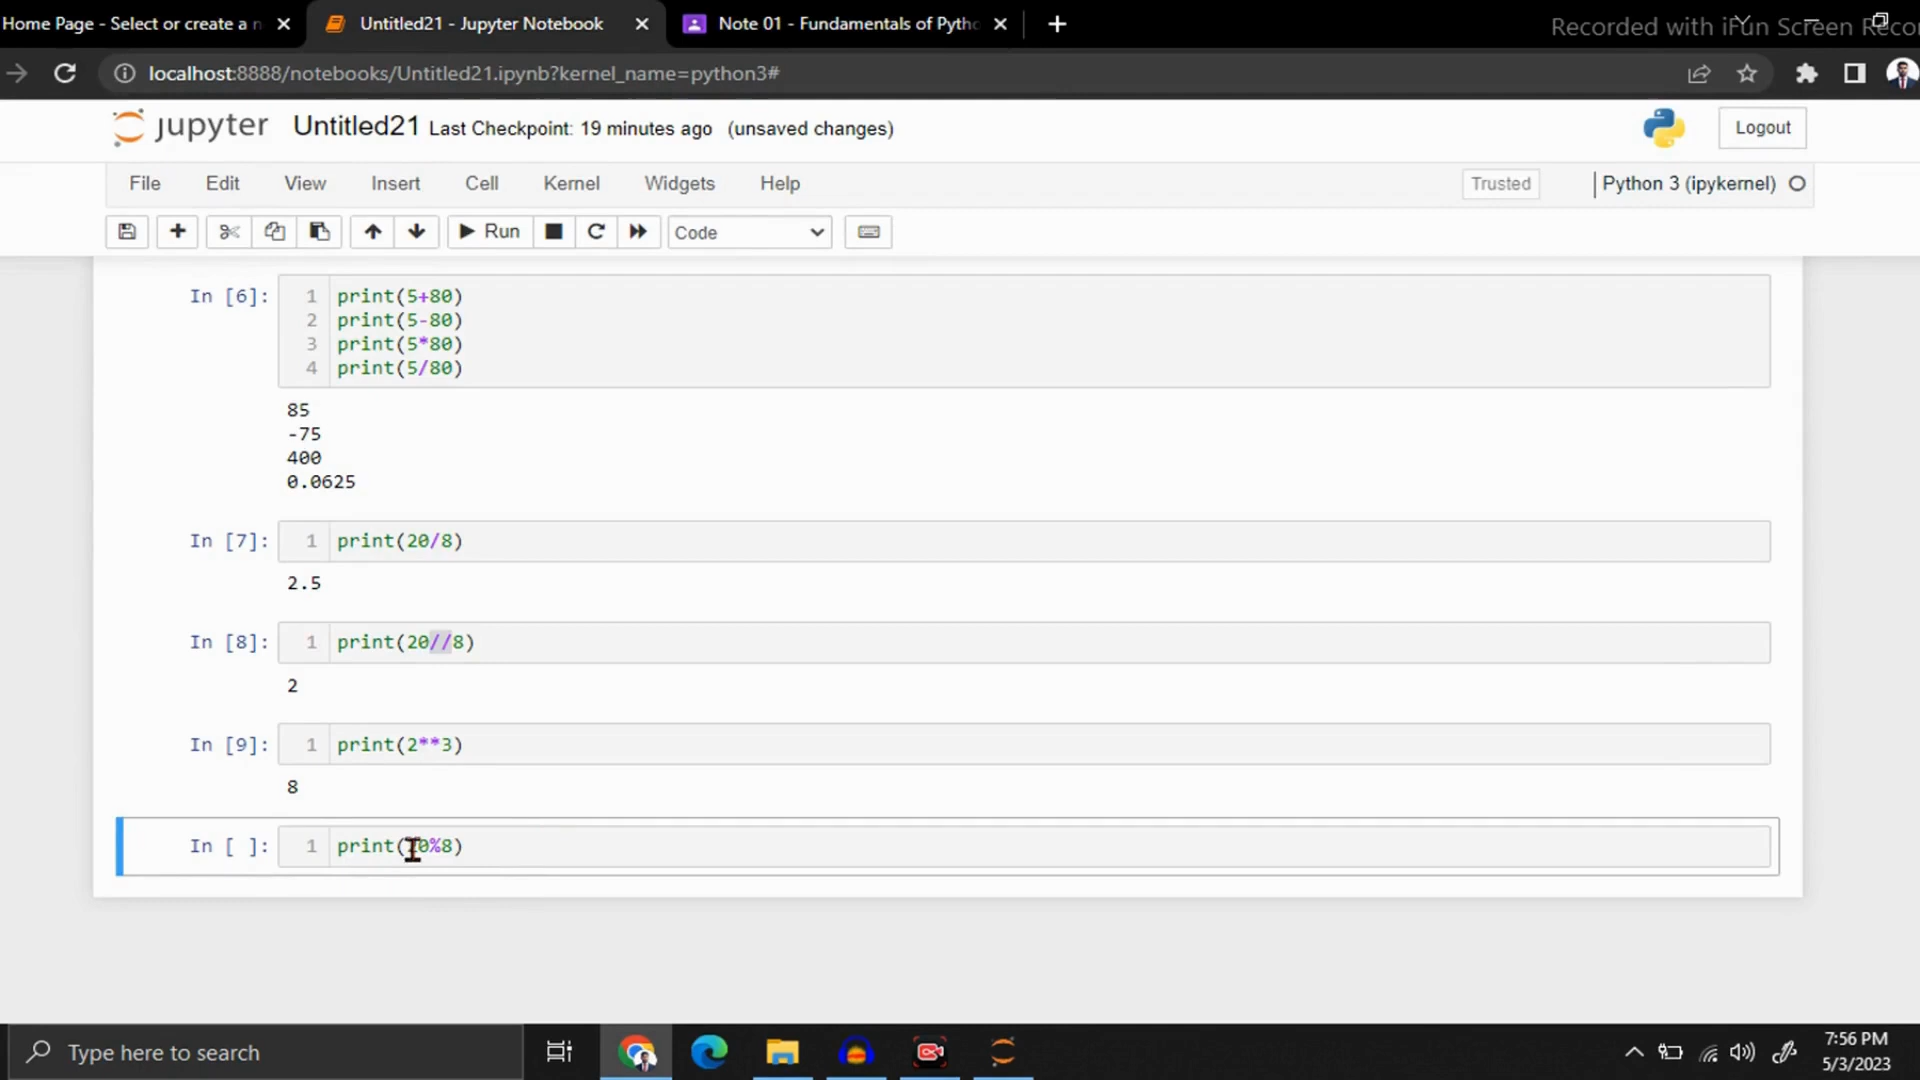 Home Page - Select or create a n
Untitled21 - Jupyter Notebook
Note 01 - Fundamentals of Pytho
Recorded with iFun Screen Reco
localhost:8888/notebooks/Untitled21.ipynb?kernel_name=python3#
jupyter
Untitled21 Last Checkpoint: 19 minutes ago (unsaved changes)
Logout
File Edit View Insert Cell Kernel Widgets Help
Trusted
Python 3 (ipykernel)
Run
Code
In [6]:
1 print(5+80)
2 print(5-80)
3 print(5*80)
4 print(5/80)
85
-75
400
0.0625
In [7]:
1 print(20/8)
2.5
In [8]:
1 print(20//8)
2
In [9]:
1 print(2**3)
8
In [ ]:
1 print(20%8)
Type here to search
7:56 PM
5/3/2023